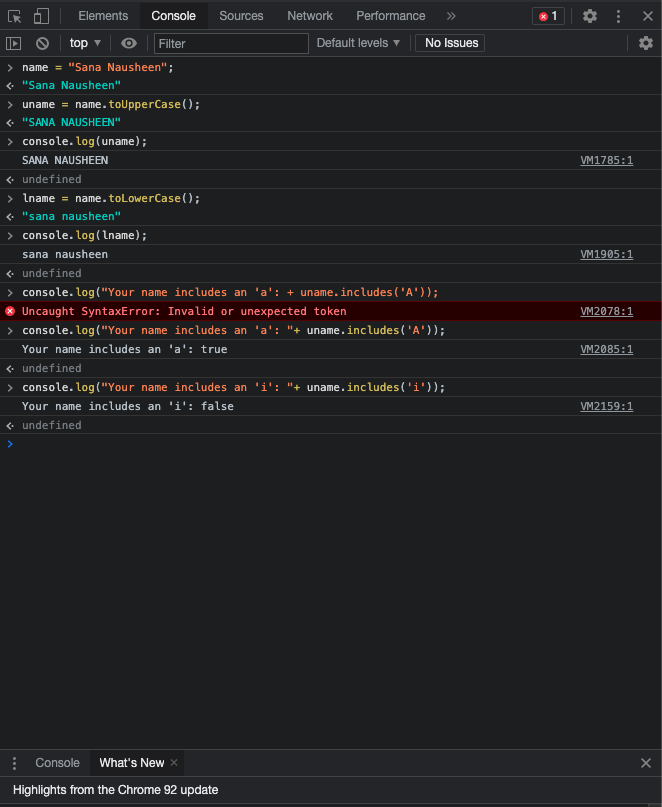 Elements Console Sources Network Performance » 1
top ▼ Filter Default levels ▼ No Issues
> name = "Sana Nausheen";
<· "Sana Nausheen"
> uname = name.toUpperCase();
<· "SANA NAUSHEEN"
> console.log(uname);
SANA NAUSHEEN VM1785:1
<· undefined
> lname = name.toLowerCase();
<· "sana nausheen"
> console.log(lname);
sana nausheen VM1905:1
<· undefined
> console.log("Your name includes an 'a': + uname.includes('A'));
Uncaught SyntaxError: Invalid or unexpected token VM2078:1
> console.log("Your name includes an 'a': "+ uname.includes('A'));
Your name includes an 'a': true VM2085:1
<· undefined
> console.log("Your name includes an 'i': "+ uname.includes('i'));
Your name includes an 'i': false VM2159:1
<· undefined
>
Console What's New ×
Highlights from the Chrome 92 update